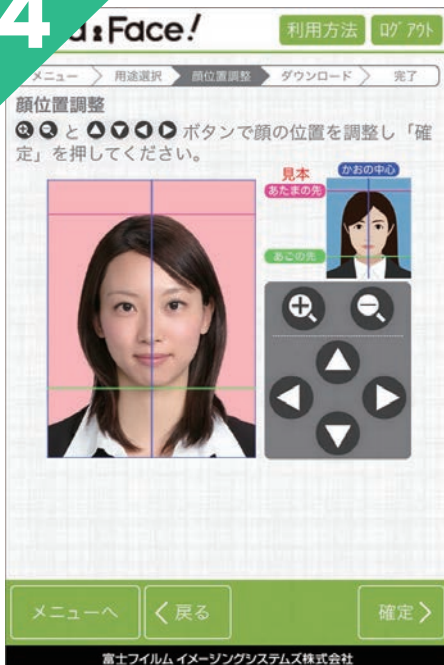 4
Face!
利用方法
ログアウト
メニュー
用途選択
顔位置調整
ダウンロード
完了
顔位置調整
と ボタンで顔の位置を調整し「確
定」を押してください。
見本
かおの中心
あたまの先
あごの先
メニューへ
戻る
確定
富士フイルム イメージングシステムズ株式会社